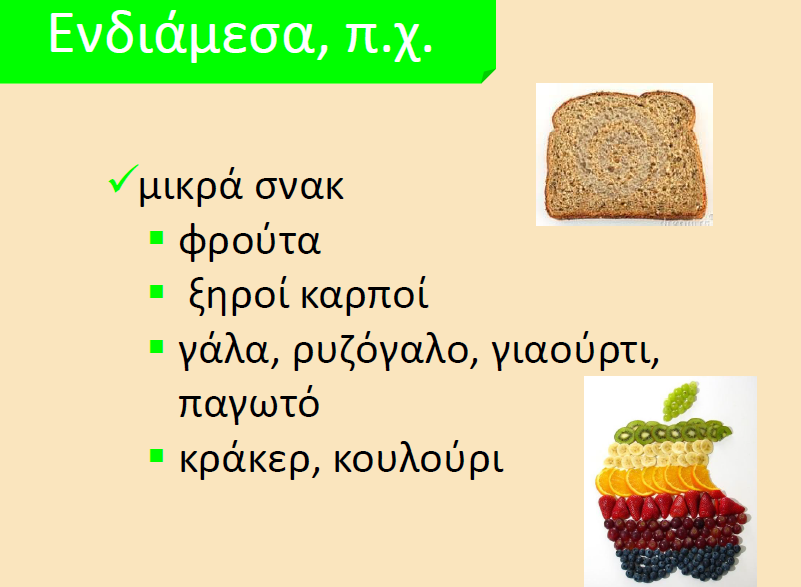 Ενδιάμεσα, π.χ.
μικρά σνακ
φρούτα
ξηροί καρποί
γάλα, ρυζόγαλο, γιαούρτι,
παγωτό
κράκερ, κουλούρι